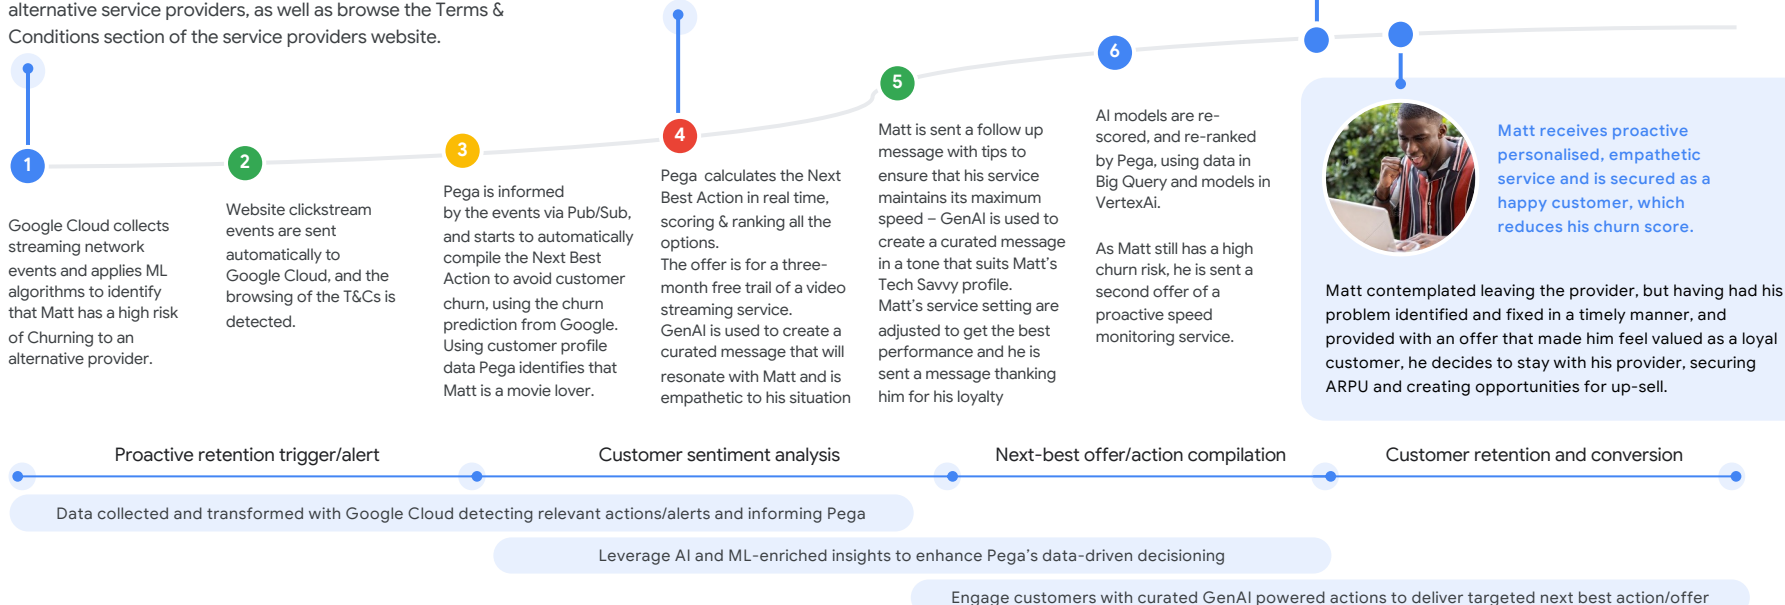 alternative service providers, as well as browse the Terms &
Conditions section of the service providers website.
1
Google Cloud collects
streaming network
events and applies ML
algorithms to identify
that Matt has a high risk
of Churning to an
alternative provider.
2
Website clickstream
events are sent
automatically to
Google Cloud, and the
browsing of the T&Cs is
detected.
3
Pega is informed
by the events via Pub/Sub,
and starts to automatically
compile the Next Best
Action to avoid customer
churn, using the churn
prediction from Google.
Using customer profile
data Pega identifies that
Matt is a movie lover.
4
Pega calculates the Next
Best Action in real time,
scoring & ranking all the
options.
The offer is for a three-
month free trail of a video
streaming service.
GenAI is used to create a
curated message that will
resonate with Matt and is
empathetic to his situation
5
Matt is sent a follow up
message with tips to
ensure that his service
maintains its maximum
speed – GenAI is used to
create a curated message
in a tone that suits Matt's
Tech Savvy profile.
Matt's service setting are
adjusted to get the best
performance and he is
sent a message thanking
him for his loyalty
6
AI models are re-
scored, and re-ranked
by Pega, using data in
Big Query and models in
VertexAi.
As Matt still has a high
churn risk, he is sent a
second offer of a
proactive speed
monitoring service.
Matt receives proactive
personalised, empathetic
service and is secured as a
happy customer, which
reduces his churn score.
Matt contemplated leaving the provider, but having had his
problem identified and fixed in a timely manner, and
provided with an offer that made him feel valued as a loyal
customer, he decides to stay with his provider, securing
ARPU and creating opportunities for up-sell.
Proactive retention trigger/alert
Customer sentiment analysis
Next-best offer/action compilation
Customer retention and conversion
Data collected and transformed with Google Cloud detecting relevant actions/alerts and informing Pega
Leverage AI and ML-enriched insights to enhance Pega's data-driven decisioning
Engage customers with curated GenAI powered actions to deliver targeted next best action/offer